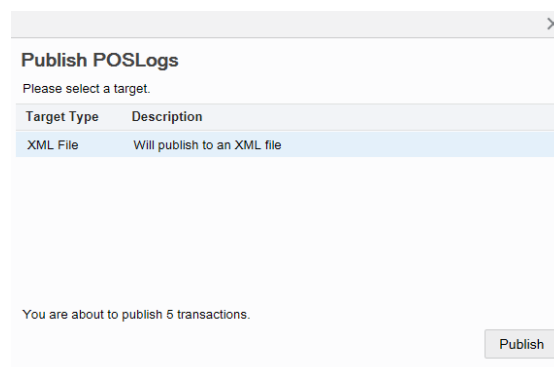 Publish POSLogs
Please select a target.
Target Type Description
XML File Will publish to an XML file
You are about to publish 5 transactions.
Publish